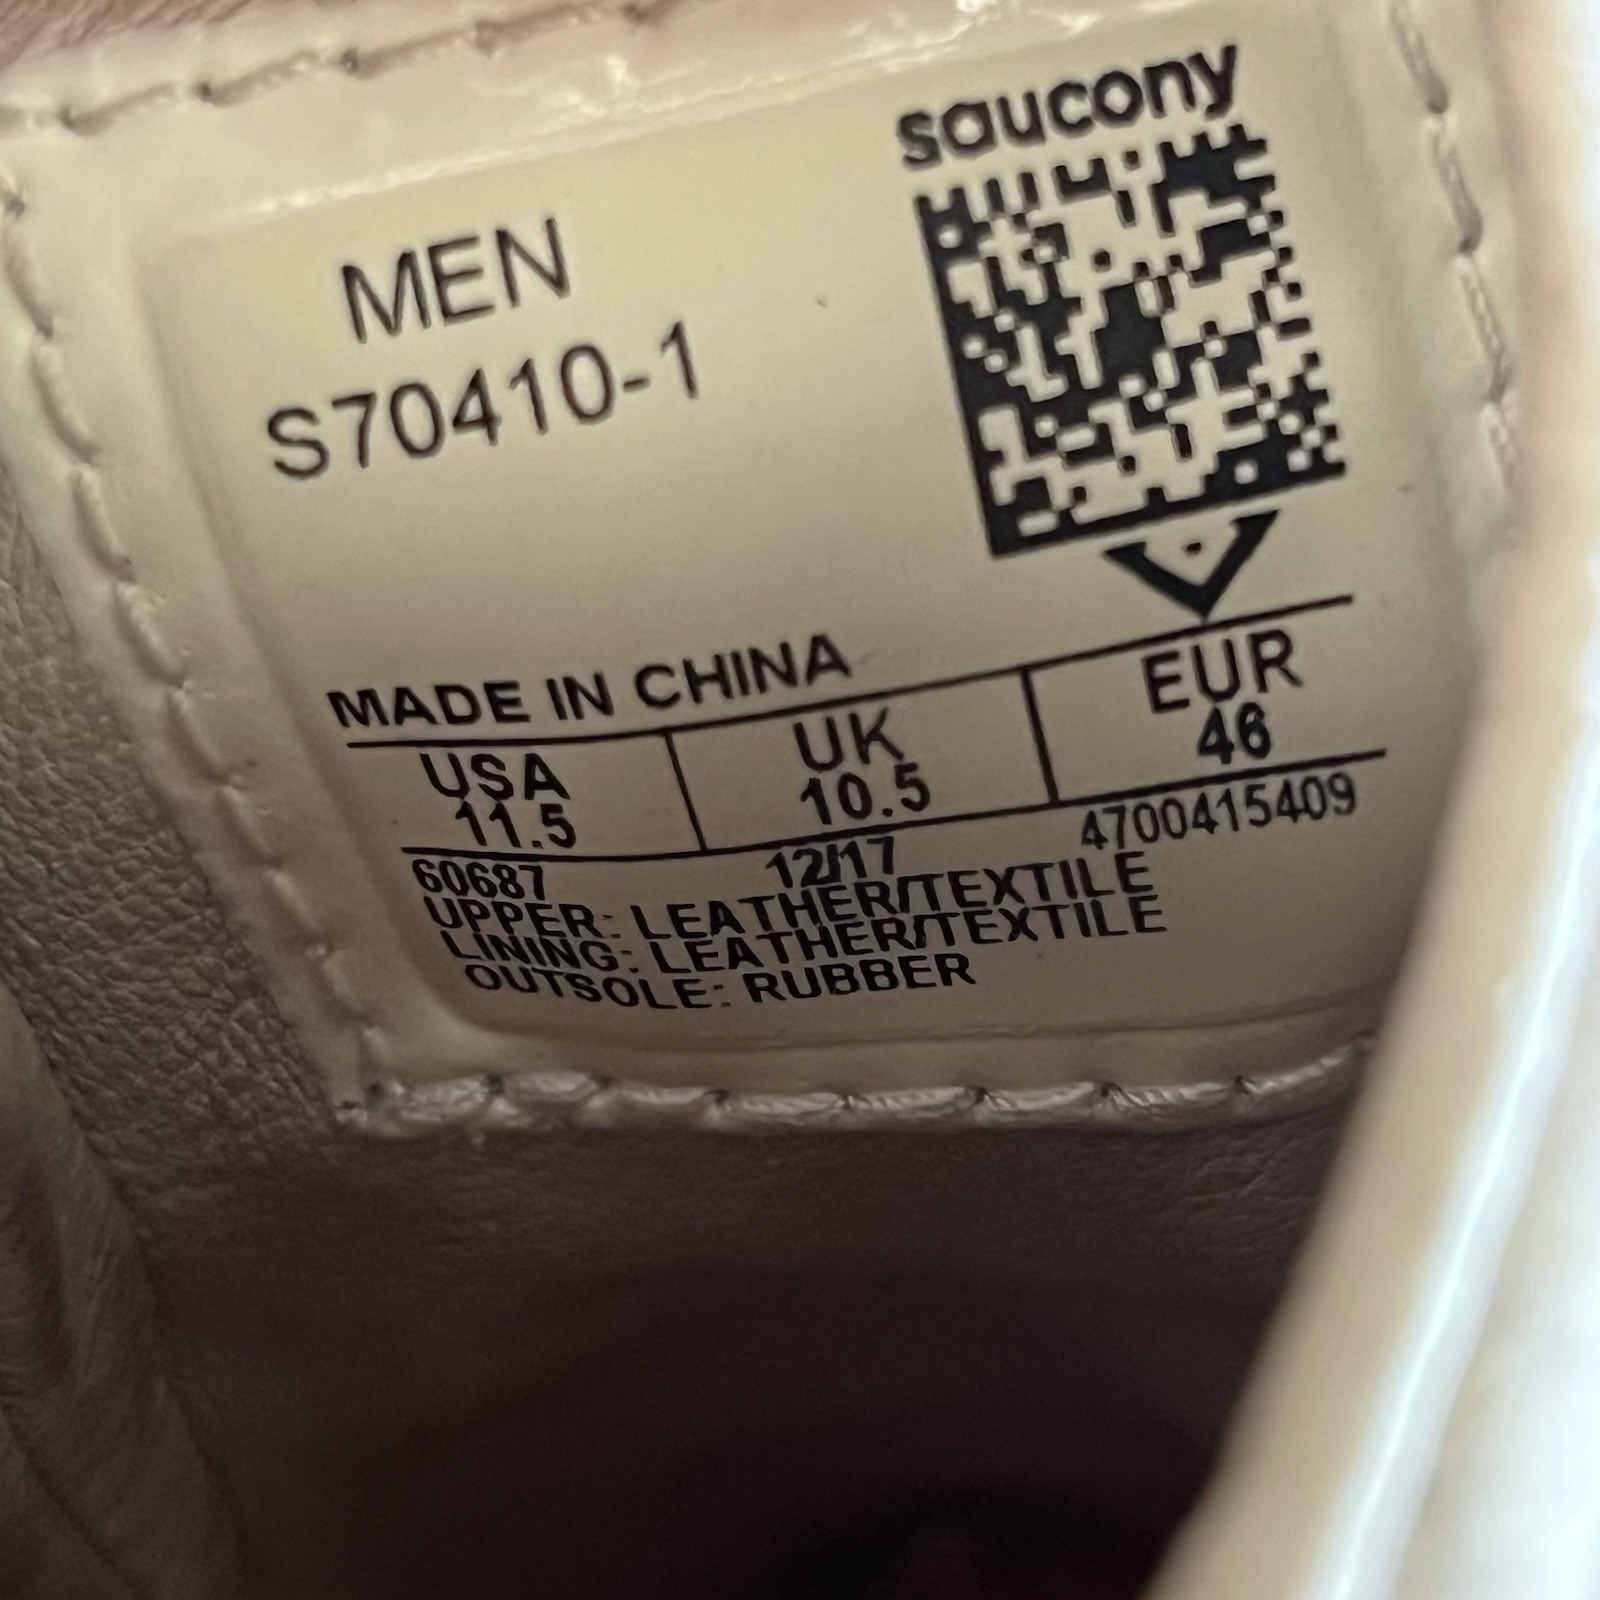 saucony
MEN
S70410-1
MADE IN CHINA
USA UK EUR
11.5 10.5 46
60687 12/17 4700415409
UPPER: LEATHER/TEXTILE
LINING: LEATHER/TEXTILE
OUTSOLE: RUBBER